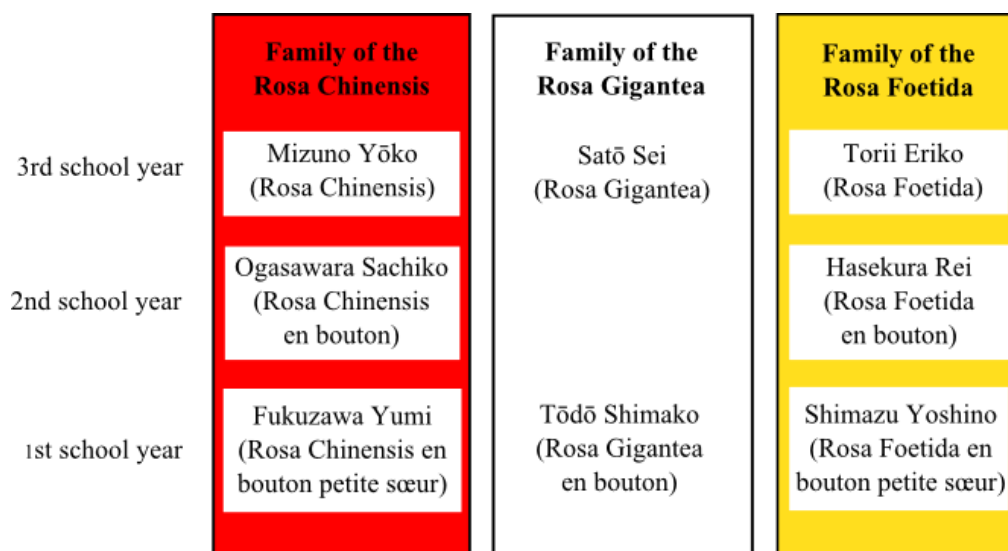 Family of the
Rosa Chinensis
Family of the
Rosa Gigantea
Family of the
Rosa Foetida
3rd school year
Mizuno Yōko
(Rosa Chinensis)
Satō Sei
(Rosa Gigantea)
Torii Eriko
(Rosa Foetida)
2nd school year
Ogasawara Sachiko
(Rosa Chinensis
en bouton)
Hasekura Rei
(Rosa Foetida
en bouton)
1st school year
Fukuzawa Yumi
(Rosa Chinensis en
bouton petite sœur)
Tōdō Shimako
(Rosa Gigantea
en bouton)
Shimazu Yoshino
(Rosa Foetida en
bouton petite sœur)